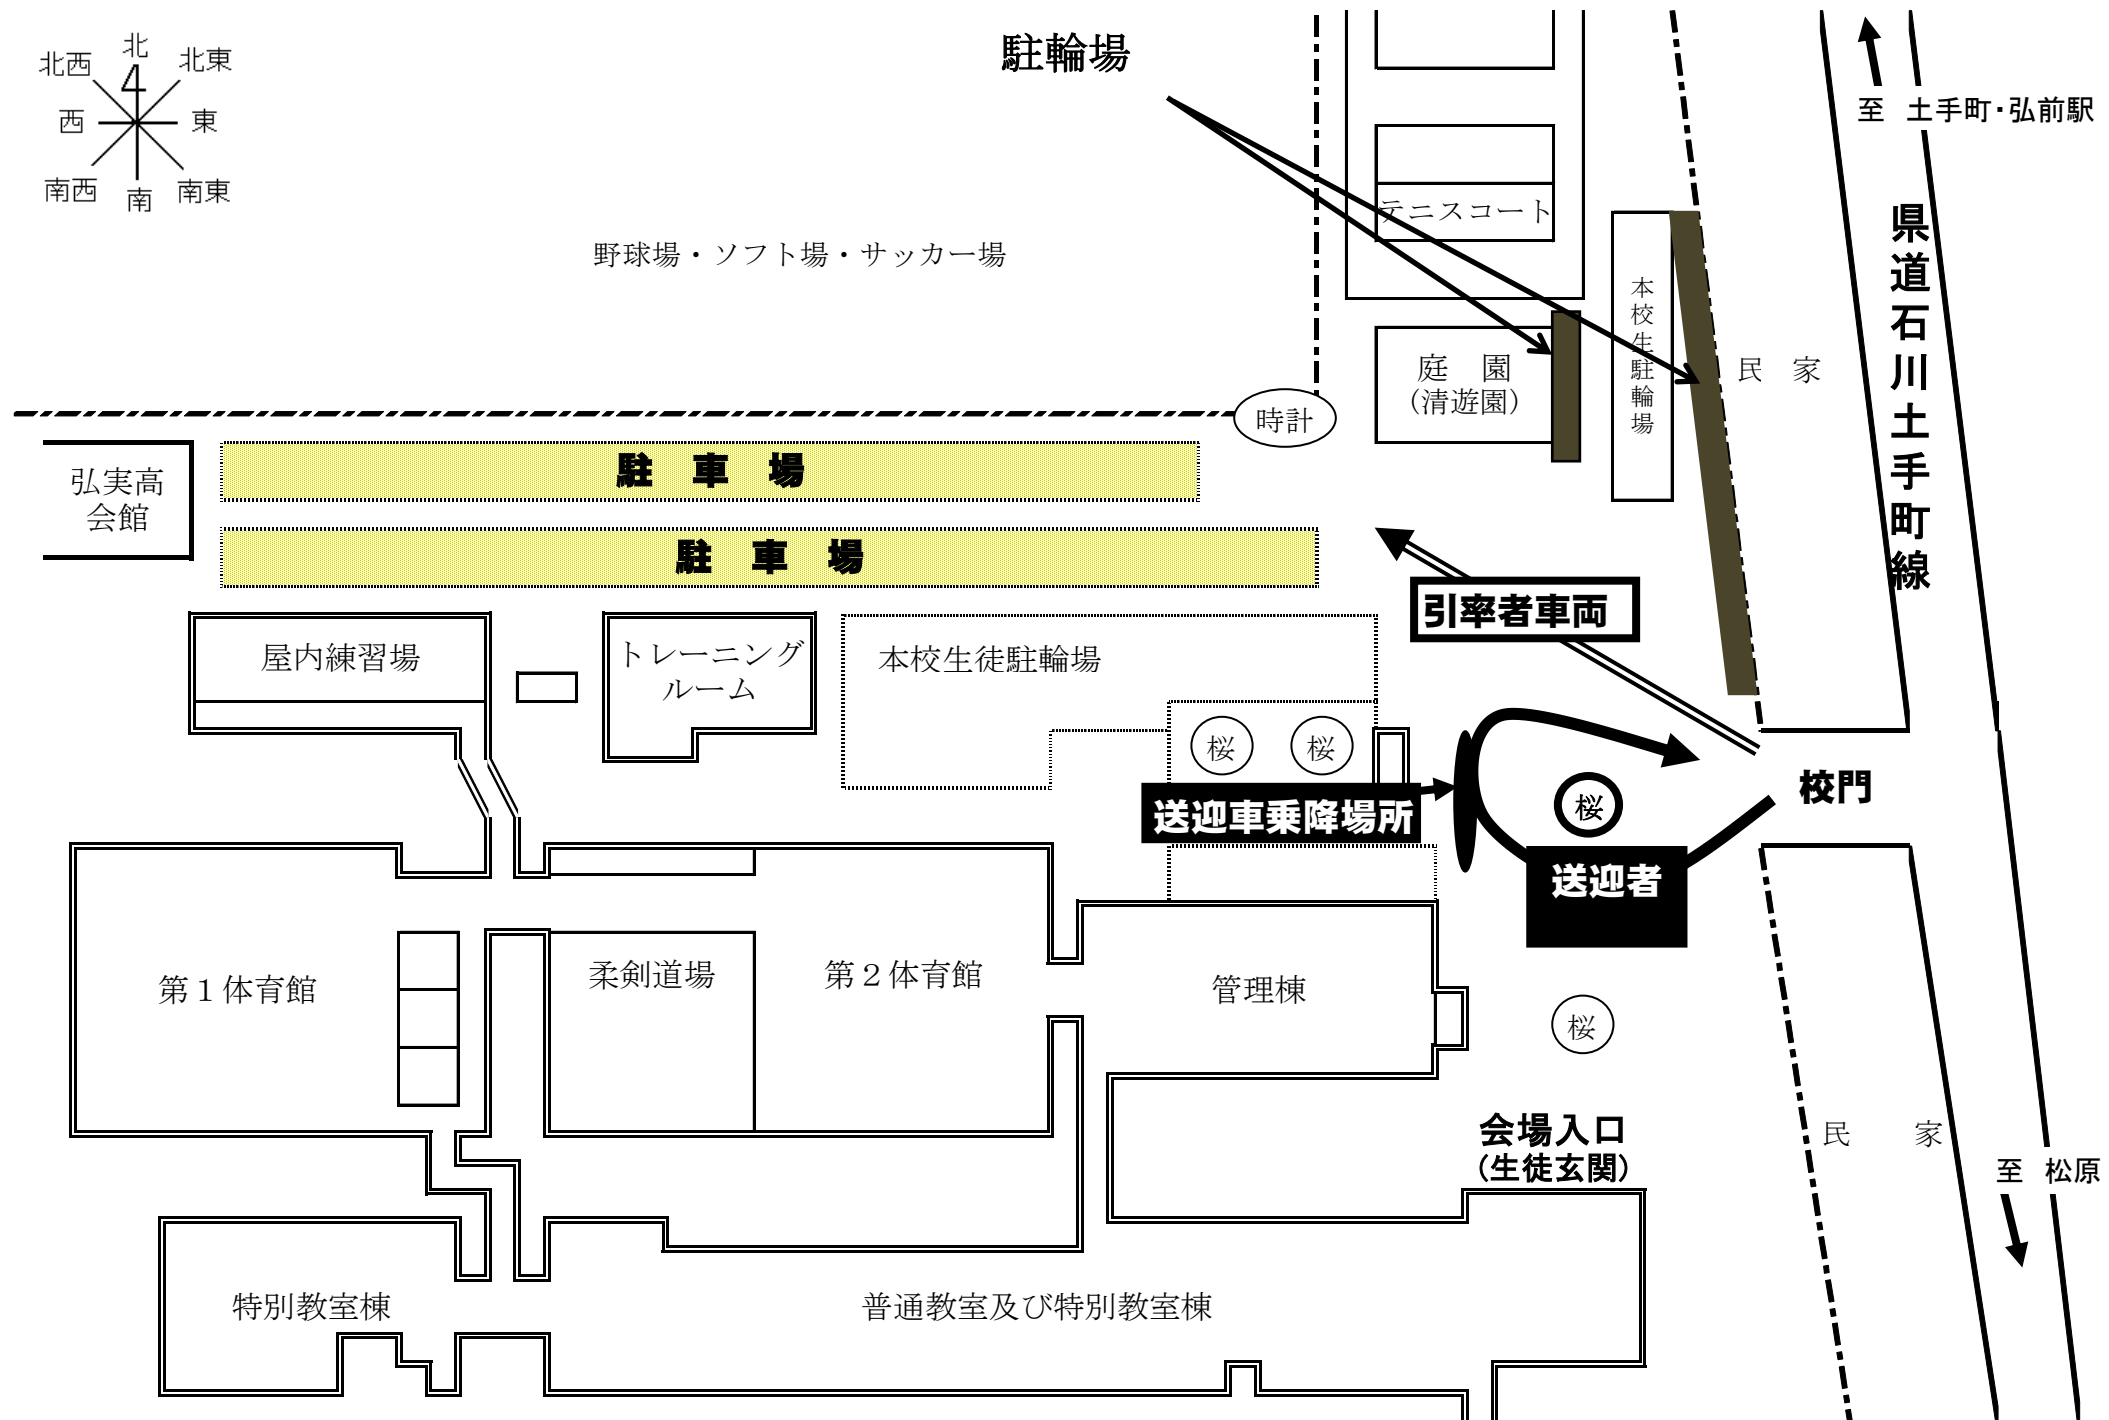 北
北西
北東
西
東
南西
南
南東
駐輪場
至　土手町・弘前駅
テニスコート
野球場・ソフト場・サッカー場
県道石川土手町線
本校生駐輪場
民　家
庭　園
（清遊園）
時計
駐　車　場
弘実高
会館
駐　車　場
引率者車両
屋内練習場
トレーニング
ルーム
本校生徒駐輪場
桜
桜
送迎車乗降場所
桜
校門
送迎者
第１体育館
柔剣道場
第２体育館
管理棟
桜
会場入口
（生徒玄関）
民　　家
至　松原
特別教室棟
普通教室及び特別教室棟